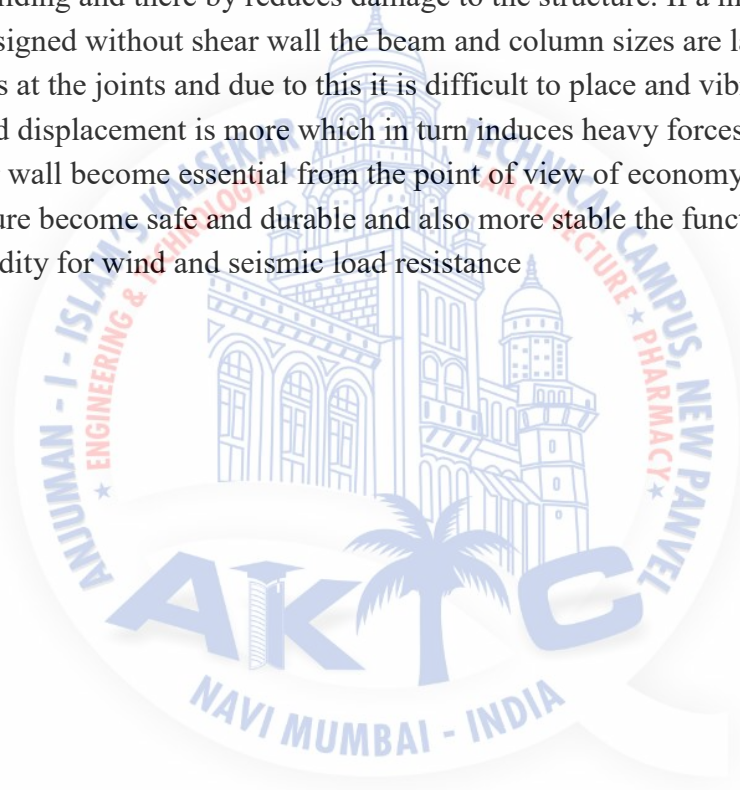 nding and there by reduces damage to the structure. If a m
signed without shear wall the beam and column sizes are l
s at the joints and due to this it is difficult to place and vib
d displacement is more which in turn induces heavy forces
wall become essential from the point of view of economy
ure become safe and durable and also more stable the func
dity for wind and seismic load resistance
ANJUMAN - I - ISLAM'S KALSEKAR TECHNICAL CAMPUS, NEW PANVEL
★ ENGINEERING & TECHNOLOGY ★ ARCHITECTURE ★ PHARMACY ★
AKTC
NAVI MUMBAI - INDIA